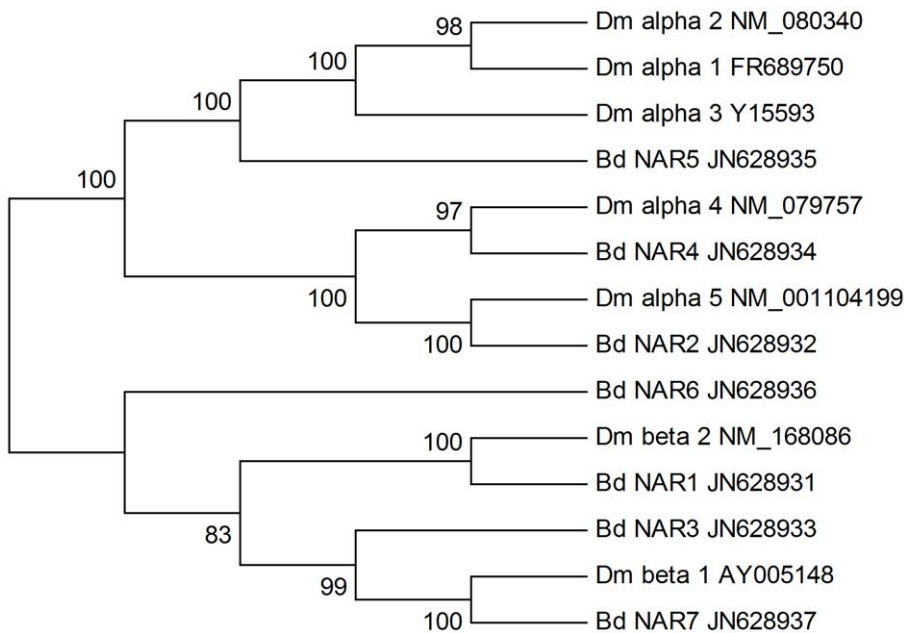 98
Dm alpha 2 NM_080340
100
Dm alpha 1 FR689750
100
Dm alpha 3 Y15593
Bd NAR5 JN628935
100
97
Dm alpha 4 NM_079757
Bd NAR4 JN628934
100
Dm alpha 5 NM_001104199
100
Bd NAR2 JN628932
Bd NAR6 JN628936
100
Dm beta 2 NM_168086
Bd NAR1 JN628931
83
Bd NAR3 JN628933
99
Dm beta 1 AY005148
100
Bd NAR7 JN628937